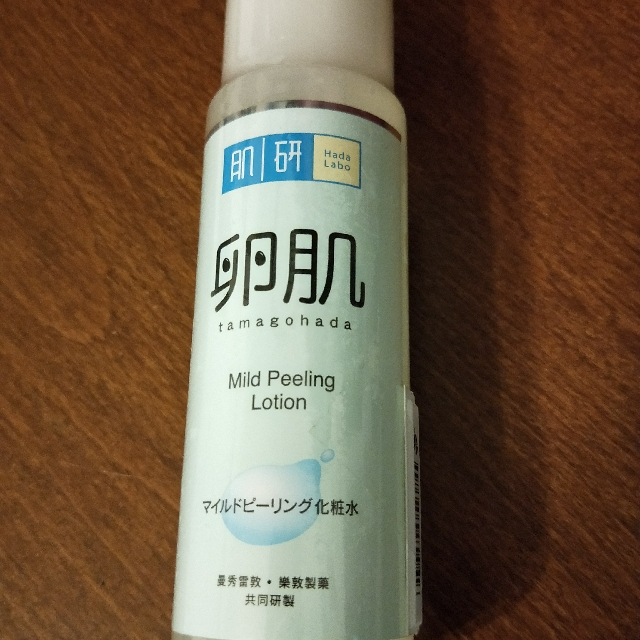 肌研 Hada
Labo
卵肌
tamagohada
Mild Peeling
Lotion
マイルドピーリング化粧水
曼秀雷敦・樂敦製藥
共同研製